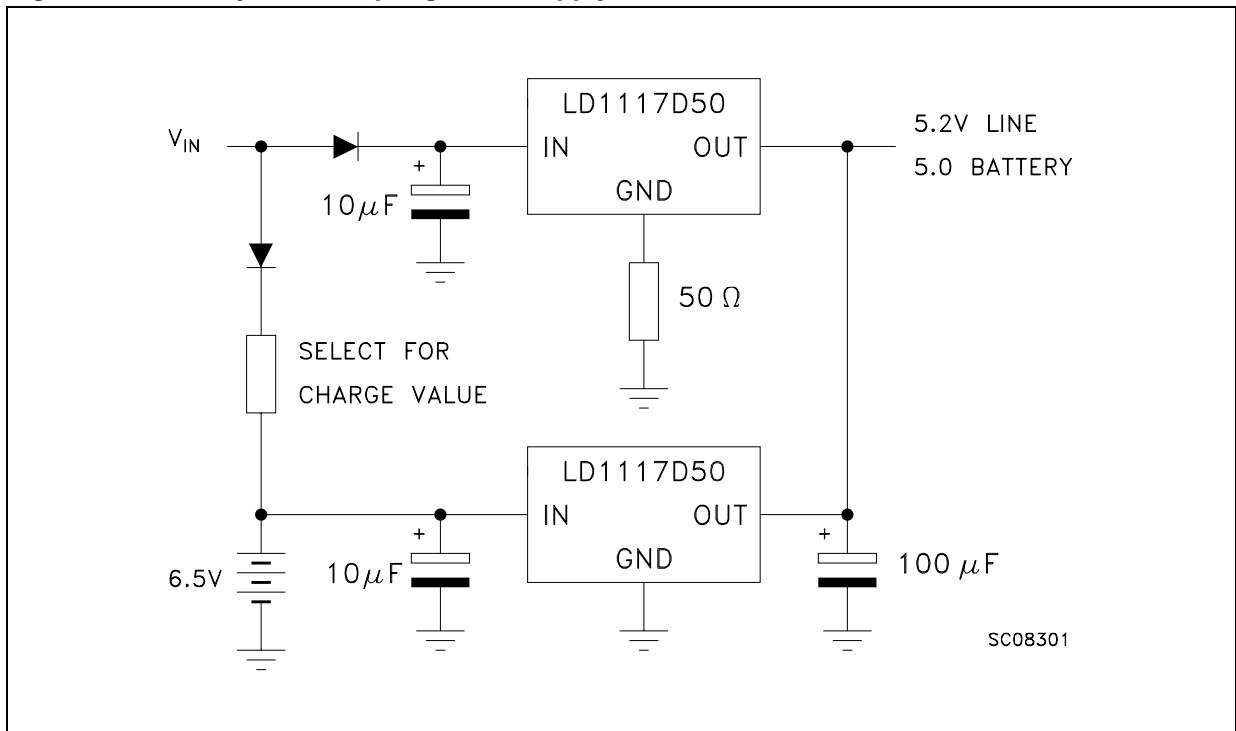 LD1117D50
V_IN
IN OUT
GND
10μF
+
5.2V LINE
5.0 BATTERY
50 Ω
SELECT FOR
CHARGE VALUE
LD1117D50
IN OUT
GND
6.5V
+
10μF
+
100 μF
SC08301